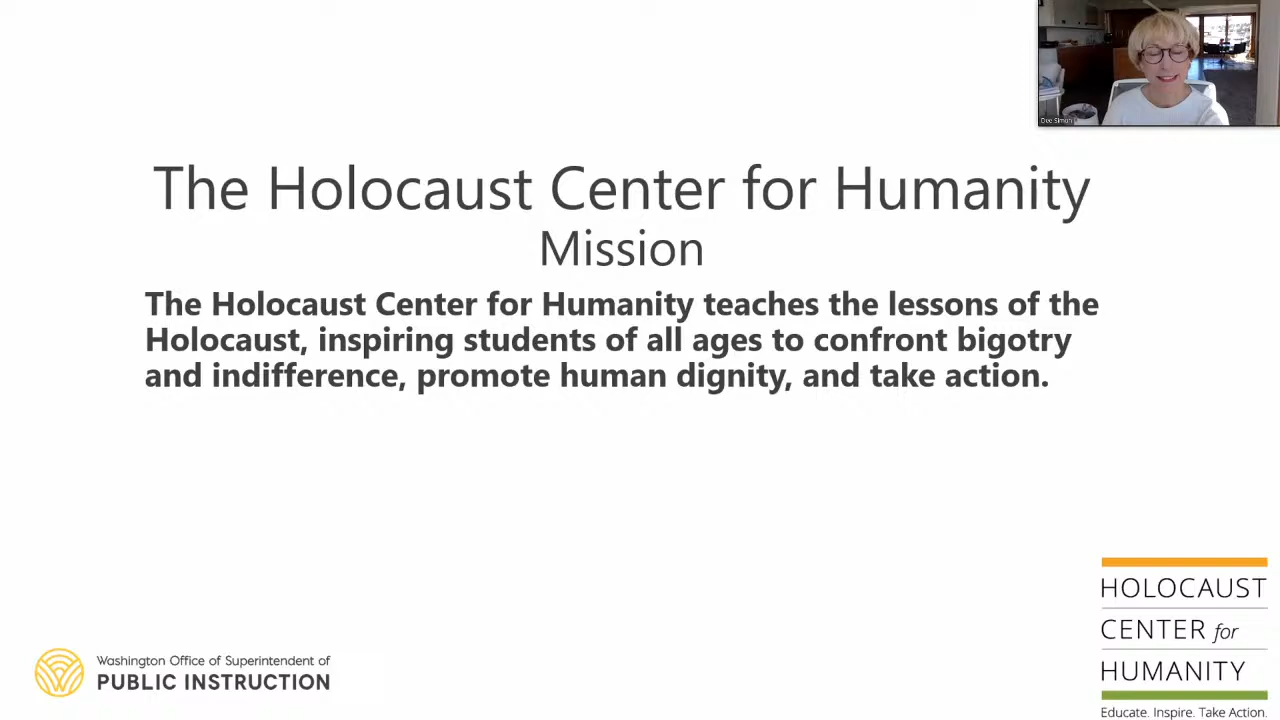 Dee Simon
The Holocaust Center for Humanity
Mission
The Holocaust Center for Humanity teaches the lessons of the
Holocaust, inspiring students of all ages to confront bigotry
and indifference, promote human dignity, and take action.
Washington Office of Superintendent of
PUBLIC INSTRUCTION
HOLOCAUST
CENTER for
HUMANITY
Educate. Inspire. Take Action.